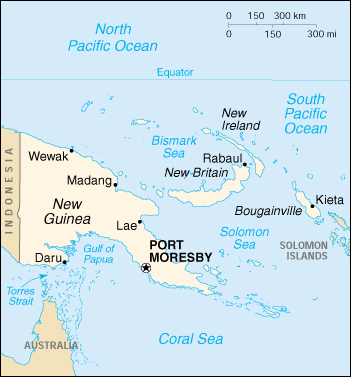 North
Pacific Ocean
0 150 300 km
0 150 300 mi
Equator
South
Pacific
Ocean
New
Ireland
Bismark
Sea
Rabaul
New Britain
Wewak
Madang
INDONESIA
New
Guinea
Lae
Kieta
Bougainville
Solomon
Sea
SOLOMON
ISLANDS
PORT
MORESBY
Gulf of
Papua
Daru
Torres
Strait
Coral Sea
AUSTRALIA